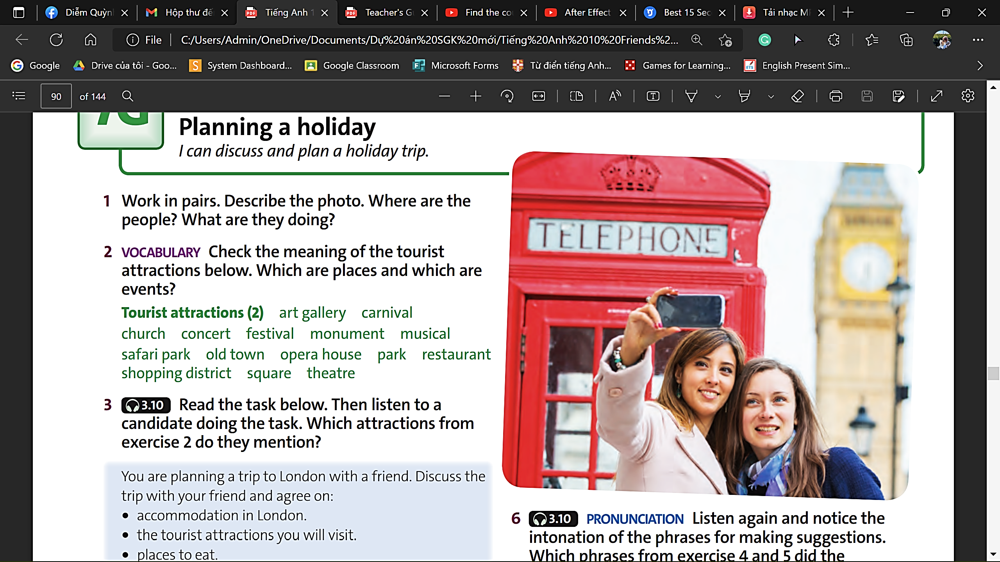 Diễm Quỳnh
Hộp thư đế
Tiếng Anh 1
Teacher's Gu
Find the co
After Effect
Best 15 Sec
Tải nhạc MP
File
C:/Users/Admin/OneDrive/Documents/Dự%20án%20SGK%20mới/Tiếng%20Anh%2010%20Friends%2...
Google
Drive của tôi - Goo...
System Dashboard...
Google Classroom
Microsoft Forms
Từ điển tiếng Anh...
Games for Learning...
English Present Sim...
90 of 144
7G
Planning a holiday
I can discuss and plan a holiday trip.
1 Work in pairs. Describe the photo. Where are the
people? What are they doing?
2 VOCABULARY Check the meaning of the tourist
attractions below. Which are places and which are
events?
Tourist attractions (2) art gallery carnival
church concert festival monument musical
safari park old town opera house park restaurant
shopping district square theatre
3 3.10 Read the task below. Then listen to a
candidate doing the task. Which attractions from
exercise 2 do they mention?
You are planning a trip to London with a friend. Discuss the
trip with your friend and agree on:
• accommodation in London.
• the tourist attractions you will visit.
• places to eat.
TELEPHONE
6 3.10 PRONUNCIATION Listen again and notice the
intonation of the phrases for making suggestions.
Which phrases from exercise 4 and 5 did the